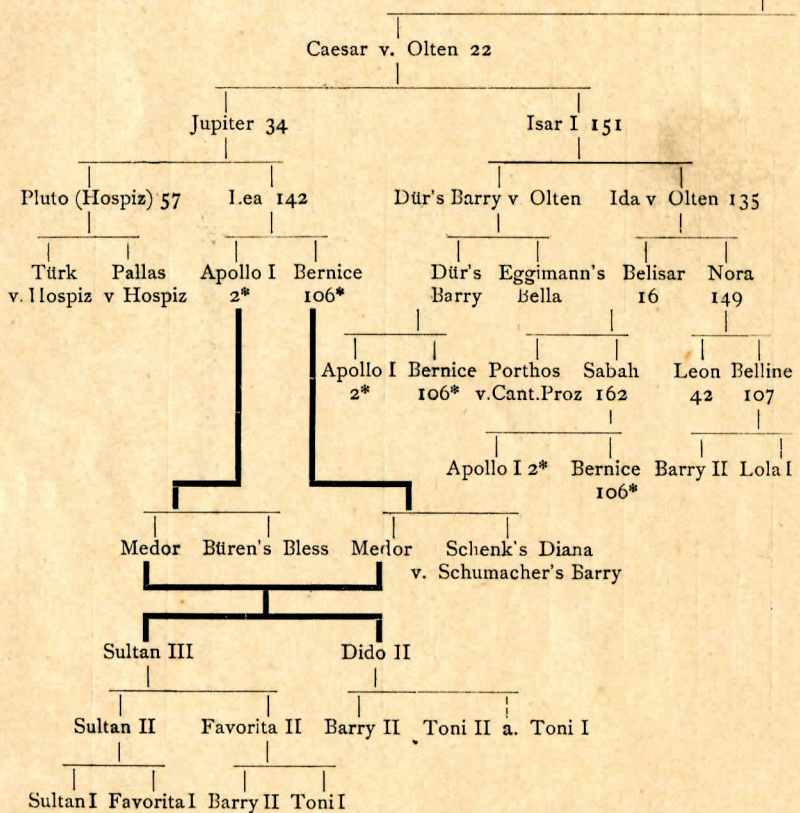 Caesar v. Olten 22
Jupiter 34 Isar I 151
Pluto (Hospiz) 57 Lea 142 Dür's Barry v Olten Ida v Olten 135
Türk Pallas Apollo I Bernice Dür's Eggimann's Belisar Nora
v. Hospiz v Hospiz 2* 106* Barry Bella 16 149
Apollo I Bernice Porthos Sabah Leon Belline
2* 106* v.Cant.Proz 162 42 107
Apollo I 2* Bernice Barry II Lola I
106*
Medor Büren's Bless Medor Schenk's Diana
v. Schumacher's Barry
Sultan III Dido II
Sultan II Favorita II Barry II Toni II a. Toni I
Sultan I Favorita I Barry II Toni I